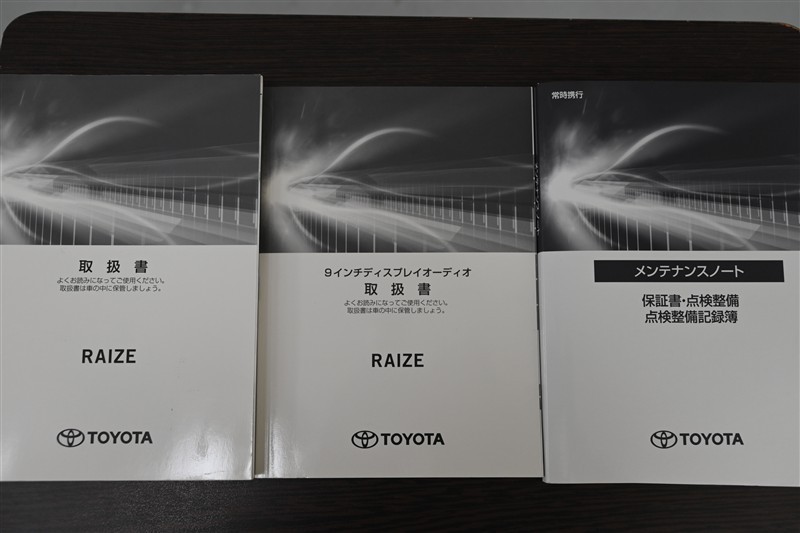 取扱書
よくお読みになってご使用ください。
取扱書は車の中に保管しましょう。
RAIZE
TOYOTA
9インチディスプレイオーディオ
取扱書
よくお読みになってご使用ください。
取扱書は車の中に保管しましょう。
RAIZE
TOYOTA
常時携行
メンテナンスノート
保証書・点検整備
点検整備記録簿
TOYOTA